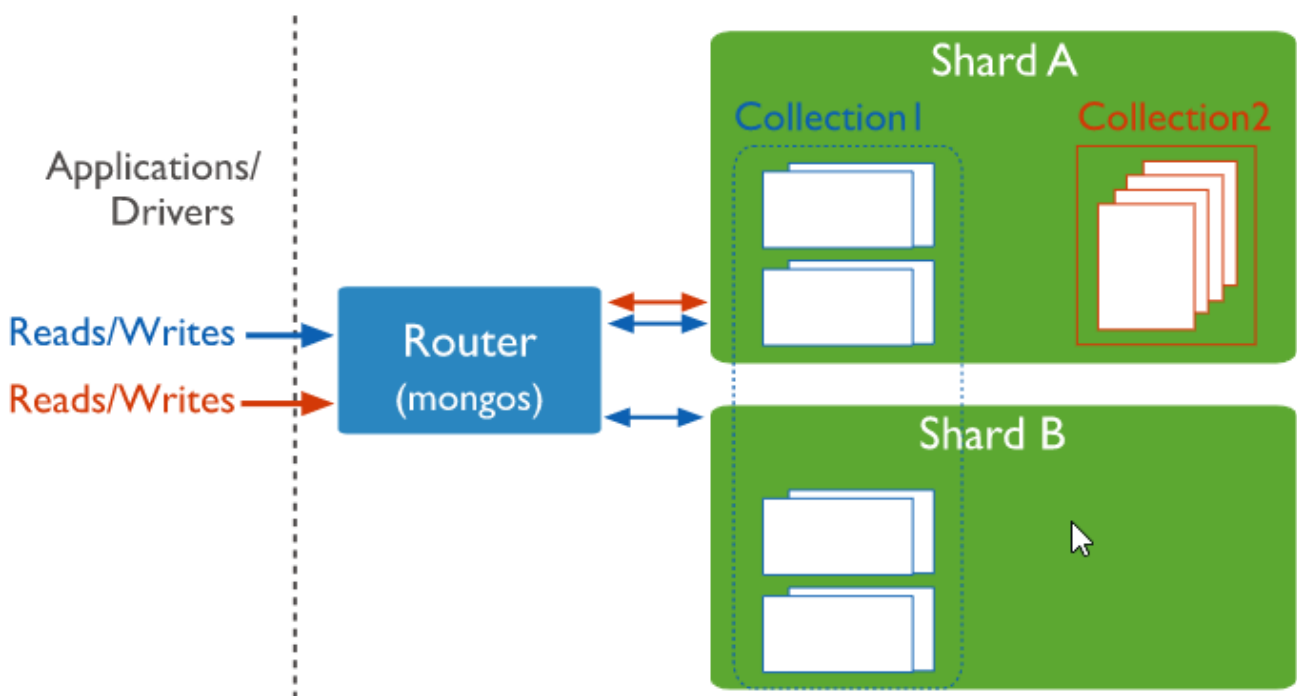 Applications/
Drivers
Reads/Writes
Reads/Writes
Router
(mongos)
Shard A
Collection1
Collection2
Shard B